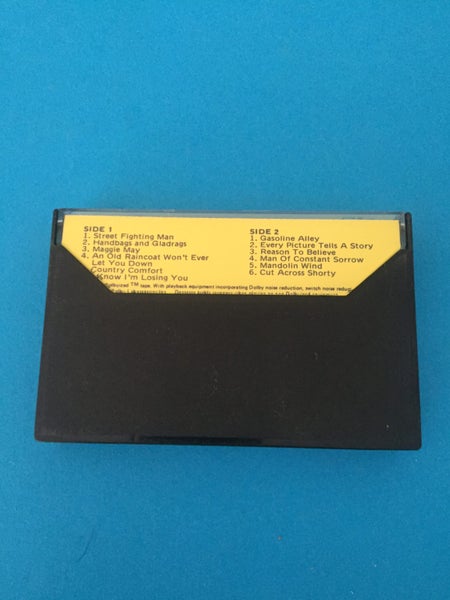 SIDE 1
1. Street Fighting Man
2. Handbags and Gladrags
3. Maggie May
4. An Old Raincoat Won't Ever
Let You Down
Country Comfort
Know I'm Losing You
SIDE 2
1. Gasoline Alley
2. Every Picture Tells A Story
3. Reason To Believe
4. Man Of Constant Sorrow
5. Mandolin Wind
6. Cut Across Shorty
TM tape. With playback equipment incorporating Dolby noise reduction, switch noise